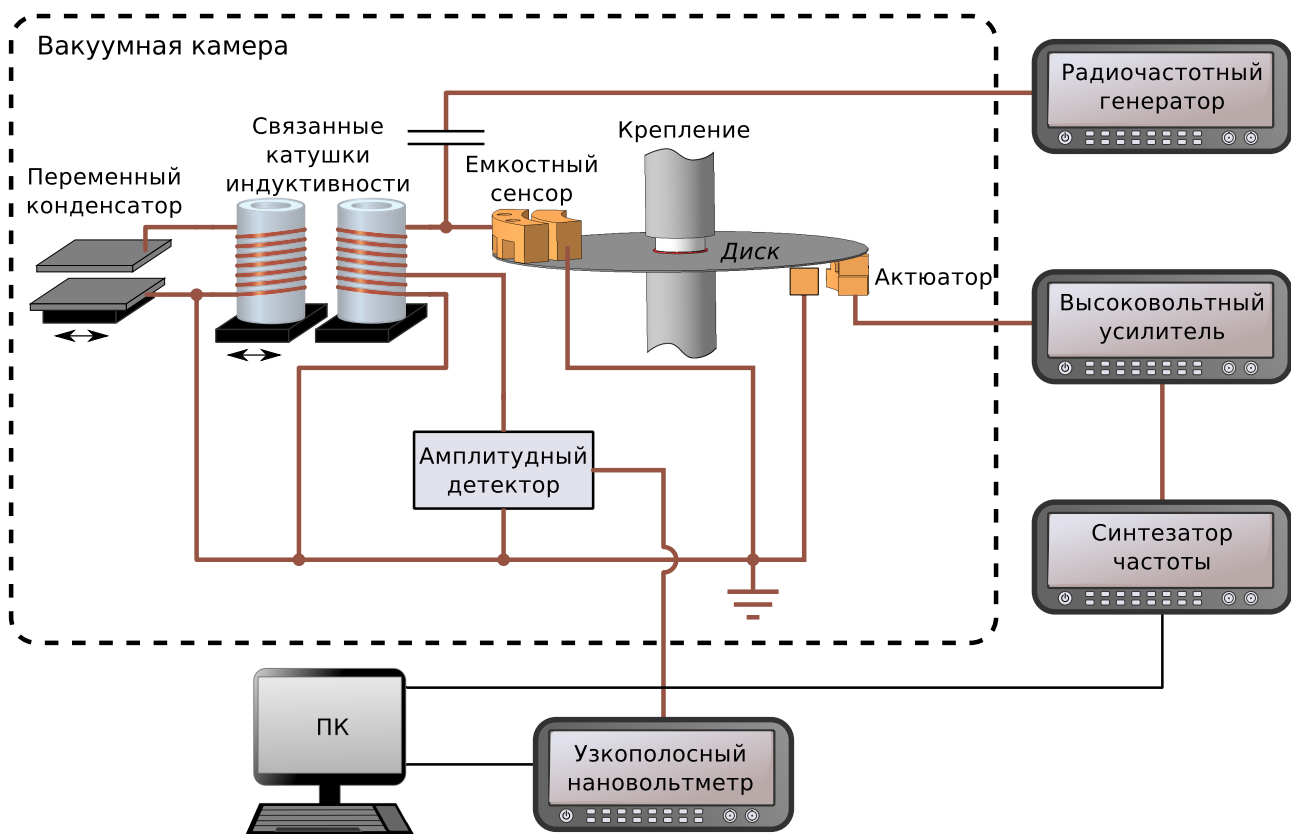 Вакуумная камера
Радиочастотный
генератор
Связанные
катушки
индуктивности
Крепление
Емкостный
сенсор
Переменный
конденсатор
Диск
Актюатор
Высоковольтный
усилитель
Амплитудный
детектор
Синтезатор
частоты
ПК
Узкополосный
нановольтметр